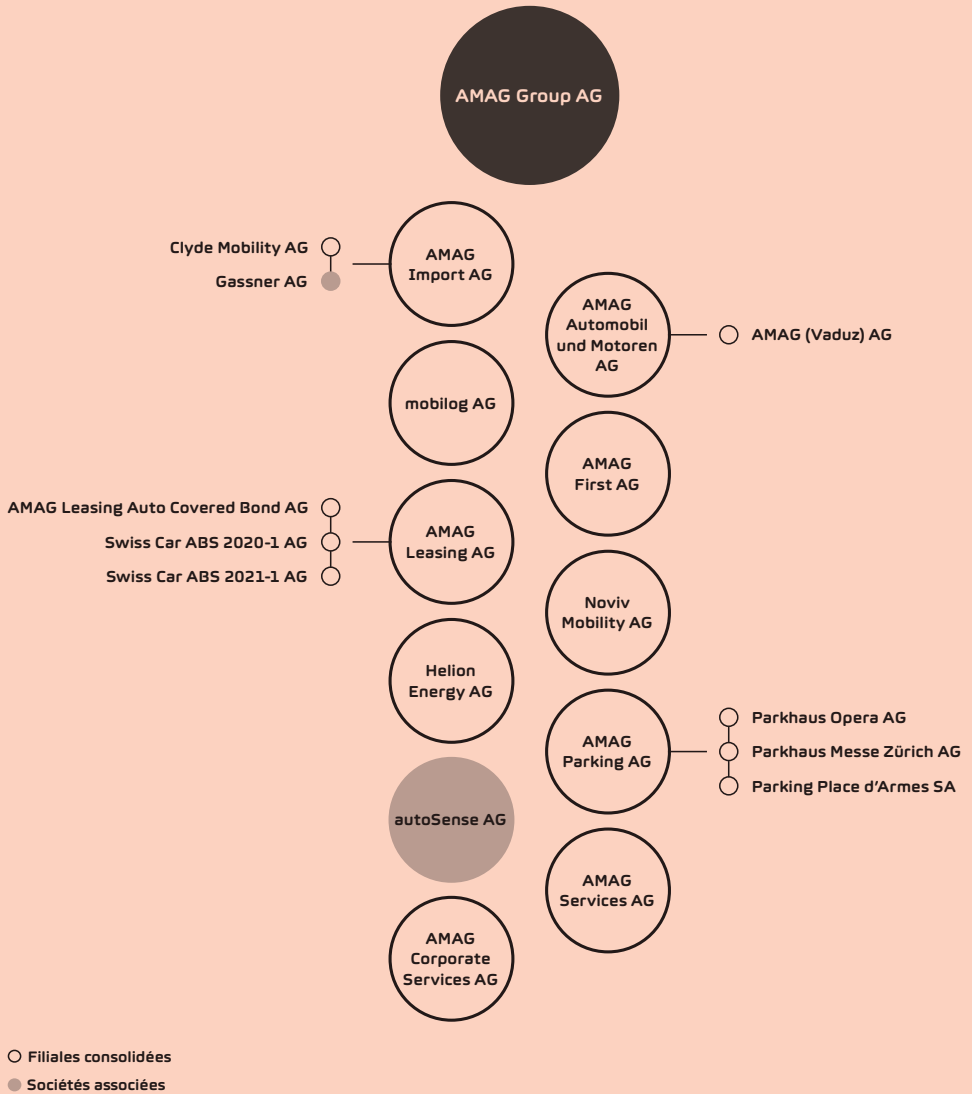 AMAG Group AG
Clyde Mobility AG
Gassner AG
AMAG
Import AG
AMAG
Automobil
und Motoren
AG
AMAG (Vaduz) AG
mobilog AG
AMAG
First AG
AMAG Leasing Auto Covered Bond AG
Swiss Car ABS 2020-1 AG
Swiss Car ABS 2021-1 AG
AMAG
Leasing AG
Noviv
Mobility AG
Helion
Energy AG
AMAG
Parking AG
Parkhaus Opera AG
Parkhaus Messe Zürich AG
Parking Place d’Armes SA
autoSense AG
AMAG
Services AG
AMAG
Corporate
Services AG
Filiales consolidées
Sociétés associées